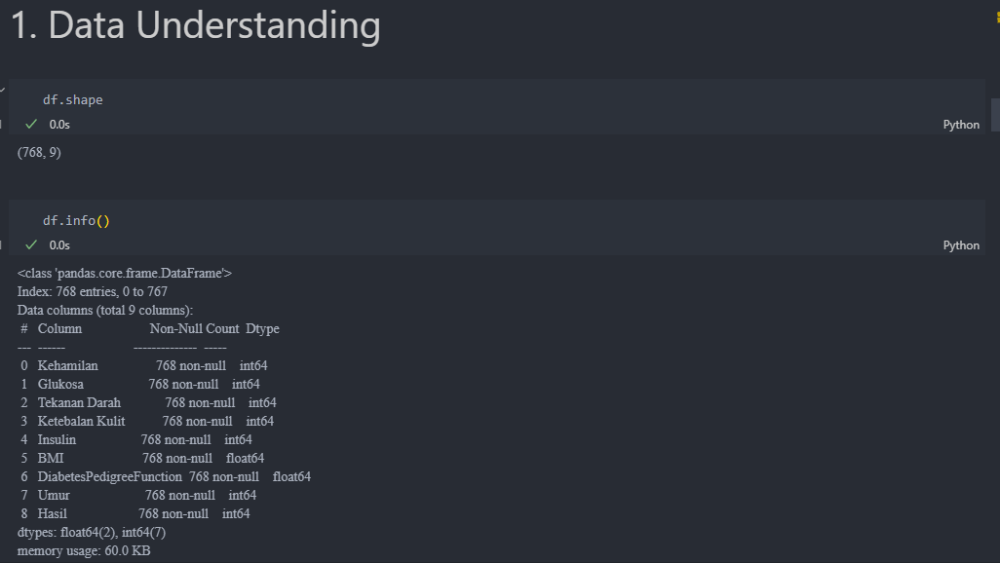 1. Data Understanding
df.shape
0.0s
Python
(768, 9)
df.info()
0.0s
Python
<class 'pandas.core.frame.DataFrame'>
Index: 768 entries, 0 to 767
Data columns (total 9 columns):
# Column Non-Null Count Dtype
--- ------ -------------- -----
0 Kehamilan 768 non-null int64
1 Glukosa 768 non-null int64
2 Tekanan Darah 768 non-null int64
3 Ketebalan Kulit 768 non-null int64
4 Insulin 768 non-null int64
5 BMI 768 non-null float64
6 DiabetesPedigreeFunction 768 non-null float64
7 Umur 768 non-null int64
8 Hasil 768 non-null int64
dtypes: float64(2), int64(7)
memory usage: 60.0 KB